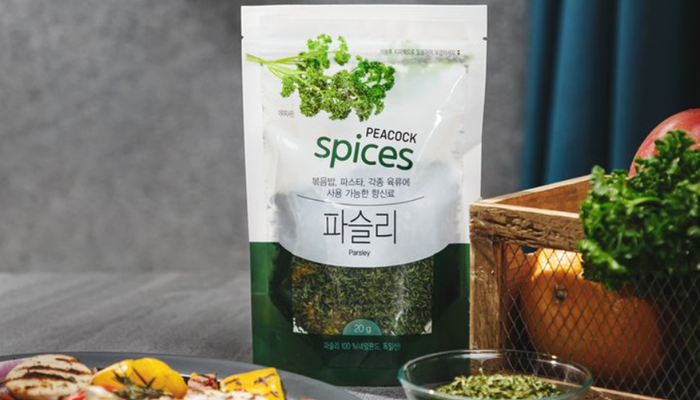 PEACOCK
spices
볶음밥, 파스타, 각종 육류에
사용 가능한 향신료
파슬리
Parsley
20 g